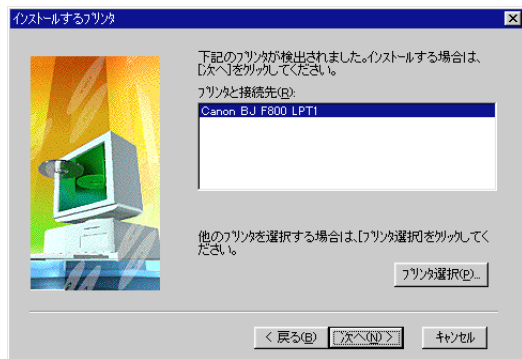 インストールするプリンタ
下記のプリンタが検出されました。インストールする場合は、
[次へ]をクリックしてください。
プリンタと接続先(R):
Canon BJ F800 LPT1
他のプリンタを選択する場合は、[プリンタ選択]をクリックしてく
ださい。
プリンタ選択(P)...
< 戻る(B)
次へ(N) >
キャンセル